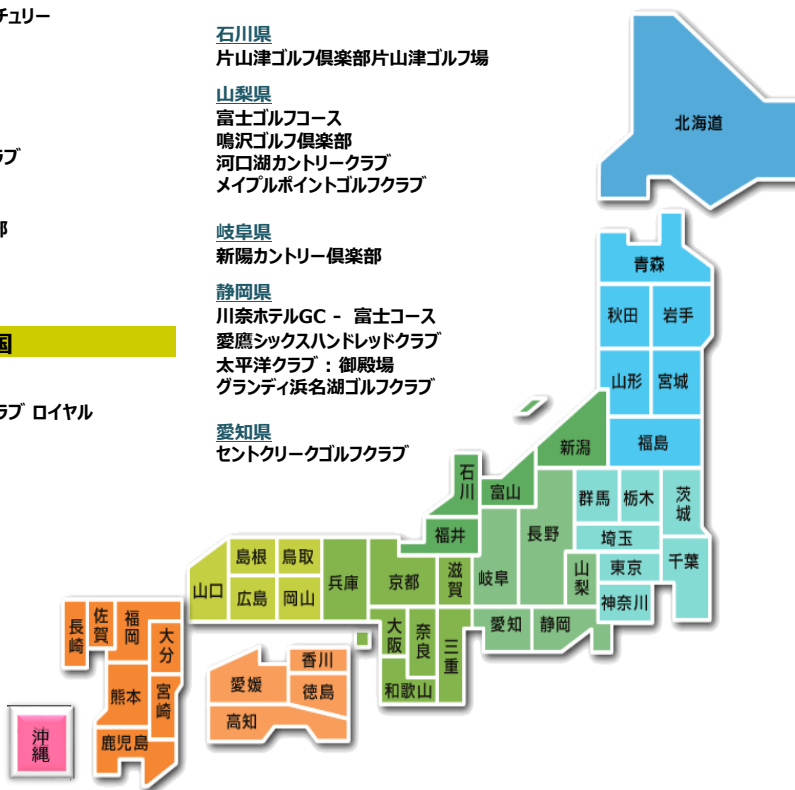 チュリー
ラブ
部
国
ラブ ロイヤル
石川県
片山津ゴルフ倶楽部片山津ゴルフ場
山梨県
富士ゴルフコース
鳴沢ゴルフ倶楽部
河口湖カントリークラブ
メイプルポイントゴルフクラブ
岐阜県
新陽カントリー倶楽部
静岡県
川奈ホテルGC - 富士コース
愛鷹シックスハンドレッドクラブ
太平洋クラブ：御殿場
グランディ浜名湖ゴルフクラブ
愛知県
セントクリークゴルフクラブ
北海道
青森
秋田
岩手
山形
宮城
福島
新潟
石川
富山
福井
群馬
栃木
茨城
長野
埼玉
千葉
東京
山梨
神奈川
岐阜
愛知
静岡
島根
鳥取
兵庫
京都
滋賀
山口
広島
岡山
大阪
奈良
三重
和歌山
香川
愛媛
徳島
高知
長崎
佐賀
福岡
大分
熊本
宮崎
鹿児島
沖縄